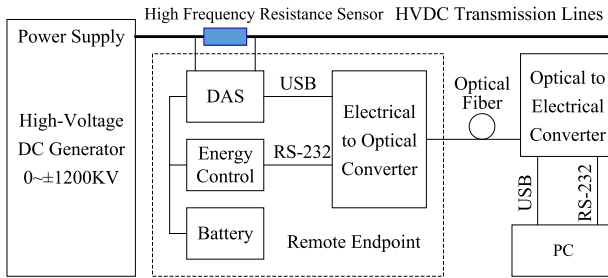 High Frequency Resistance Sensor
HVDC Transmission Lines
Power Supply
High-Voltage
DC Generator
0~±1200KV
DAS
USB
Energy
Control
RS-232
Battery
Electrical
to Optical
Converter
Remote Endpoint
Optical
Fiber
Optical to
Electrical
Converter
USB
RS-232
PC